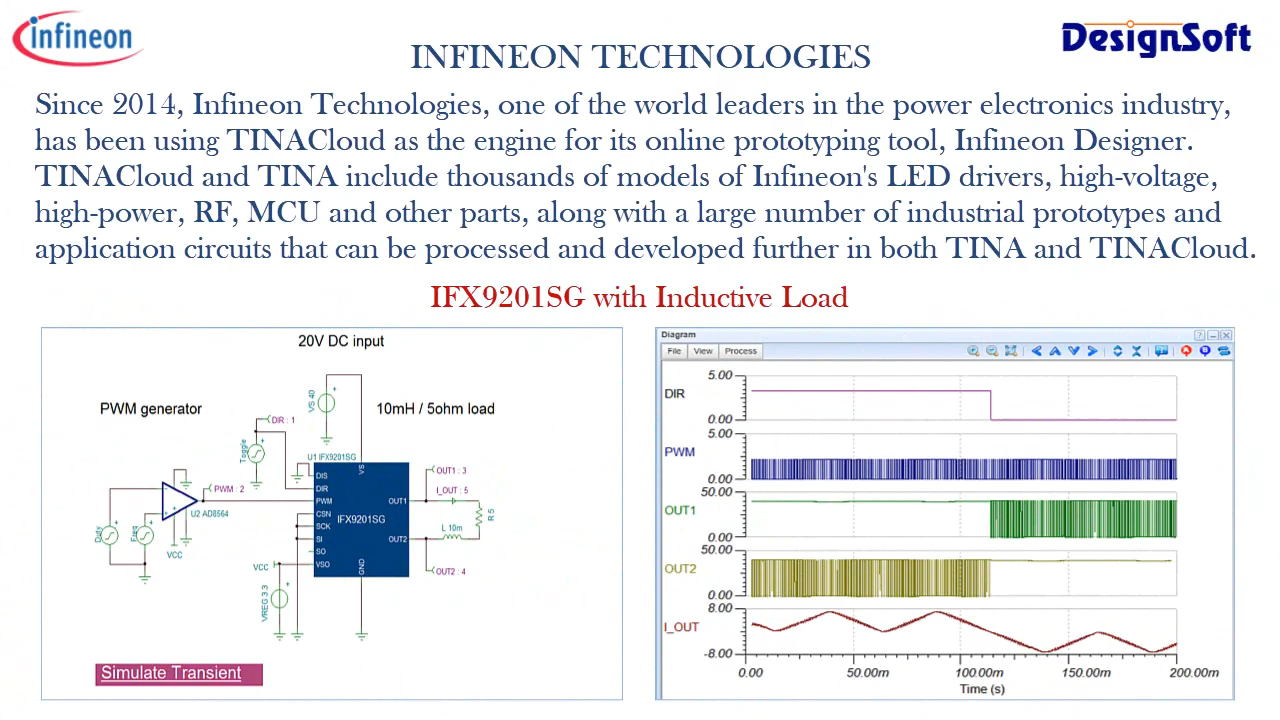 infineon
DesignSoft
INFINEON TECHNOLOGIES
Since 2014, Infineon Technologies, one of the world leaders in the power electronics industry,
has been using TINACloud as the engine for its online prototyping tool, Infineon Designer.
TINACloud and TINA include thousands of models of Infineon's LED drivers, high-voltage,
high-power, RF, MCU and other parts, along with a large number of industrial prototypes and
application circuits that can be processed and developed further in both TINA and TINACloud.
IFX9201SG with Inductive Load
20V DC input
PWM generator
10mH / 5ohm load
VS 40
DIR : 1
Toggle
U1 IFX9201SG
VS
DIS
DIR
PWM
CSN
SCK
SI
SO
VSO
IFX9201SG
OUT1
OUT2
GND
OUT1 : 3
I_OUT : 5
R 5
L 10m
OUT2 : 4
PWM : 2
U2 AD8564
Duty
Freq
VCC
VCC
VREG 3.3
Simulate Transient
Diagram
File View Process
DIR
5.00
0.00
PWM
5.00
0.00
OUT1
50.00
0.00
OUT2
50.00
0.00
I_OUT
8.00
-8.00
0.00 50.00m 100.00m 150.00m 200.00m
Time (s)